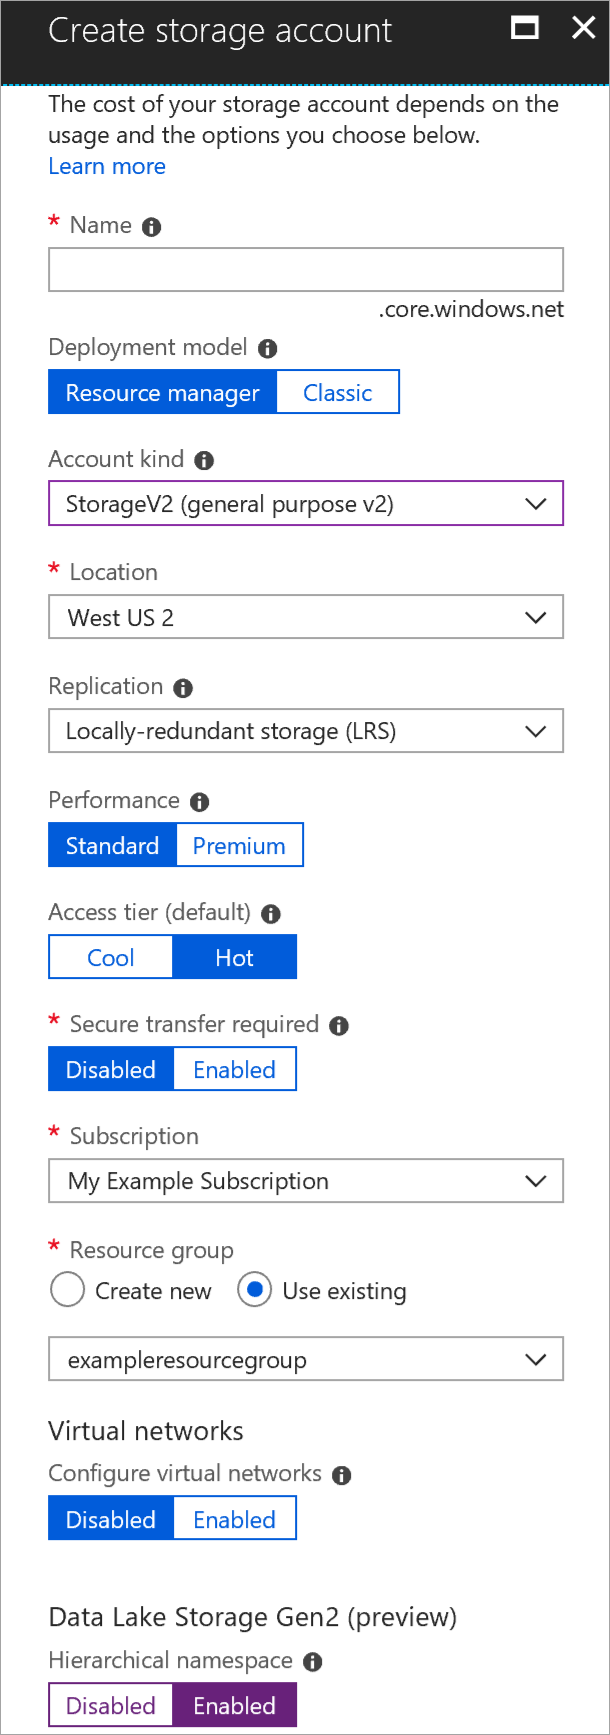 Create storage account
The cost of your storage account depends on the
usage and the options you choose below.
Learn more
* Name
.core.windows.net
Deployment model
Resource manager Classic
Account kind
StorageV2 (general purpose v2)
* Location
West US 2
Replication
Locally-redundant storage (LRS)
Performance
Standard Premium
Access tier (default)
Cool Hot
* Secure transfer required
Disabled Enabled
* Subscription
My Example Subscription
* Resource group
Create new Use existing
exampleresourcegroup
Virtual networks
Configure virtual networks
Disabled Enabled
Data Lake Storage Gen2 (preview)
Hierarchical namespace
Disabled Enabled